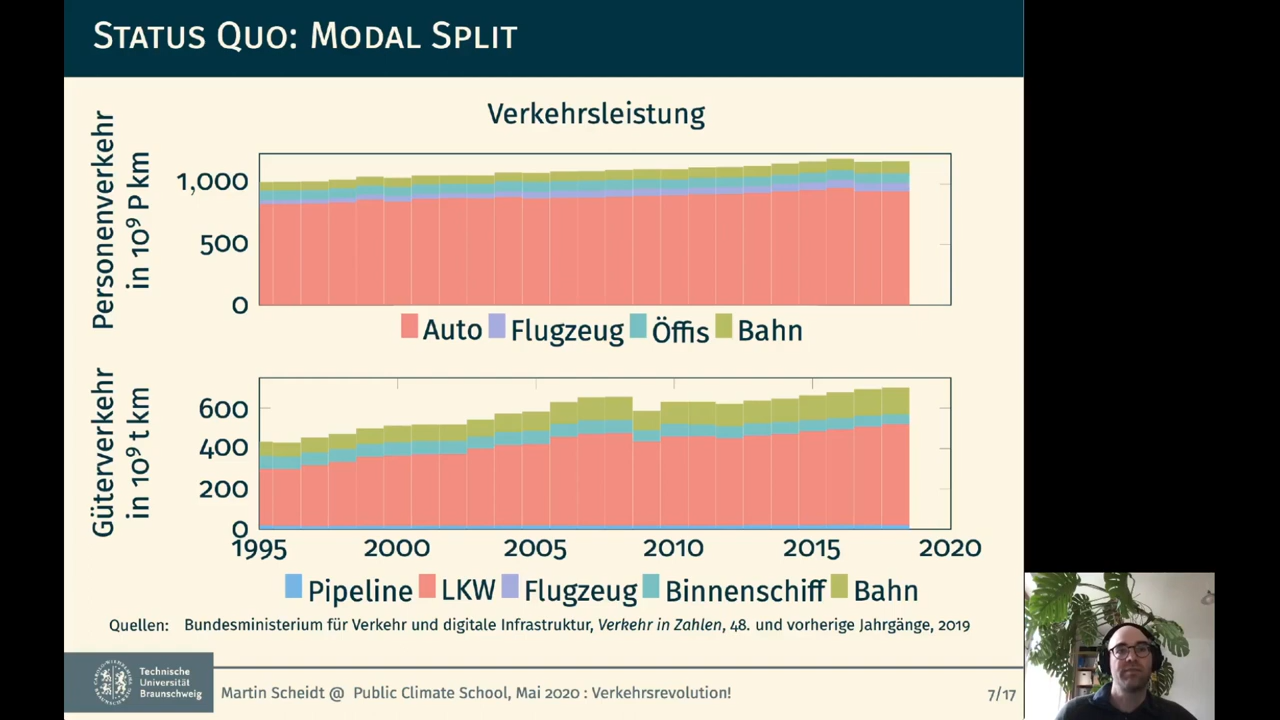 Status Quo: Modal Split
Verkehrsleistung
Personenverkehr
in 10⁹ P km
1,000
500
0
Auto Flugzeug Öffis Bahn
Güterverkehr
in 10⁹ t km
600
400
200
0
1995 2000 2005 2010 2015 2020
Pipeline LKW Flugzeug Binnenschiff Bahn
Quellen: Bundesministerium für Verkehr und digitale Infrastruktur, Verkehr in Zahlen, 48. und vorherige Jahrgänge, 2019
Technische
Universität
Braunschweig
Martin Scheidt @ Public Climate School, Mai 2020 : Verkehrsrevolution!
7/17